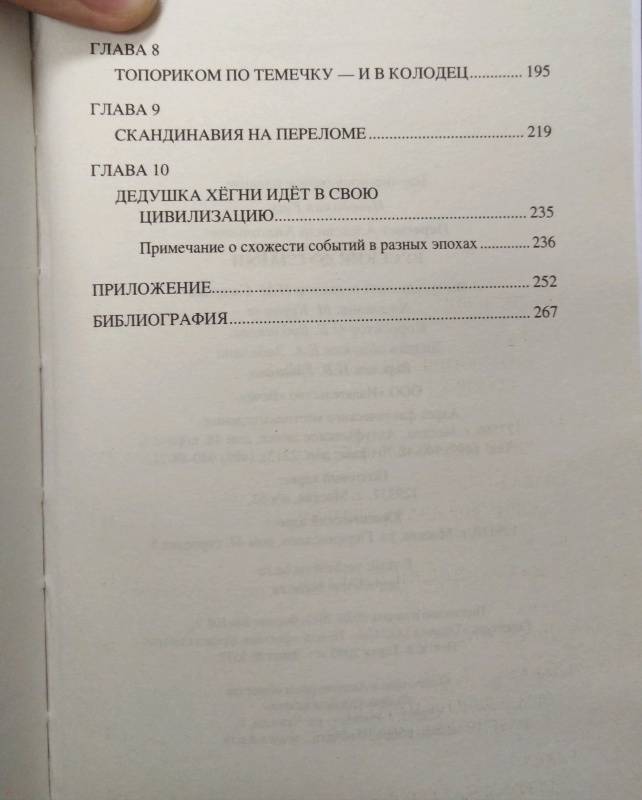 ГЛАВА 8
ТОПОРИКОМ ПО ТЕМЕЧКУ — И В КОЛОДЕЦ............. 195
ГЛАВА 9
СКАНДИНАВИЯ НА ПЕРЕЛОМЕ....................................... 219
ГЛАВА 10
ДЕДУШКА ХЁГНИ ИДЁТ В СВОЮ
ЦИВИЛИЗАЦИЮ............................................................... 235
Примечание о схожести событий в разных эпохах................... 236
ПРИЛОЖЕНИЕ................................................................................ 252
БИБЛИОГРАФИЯ............................................................................. 267